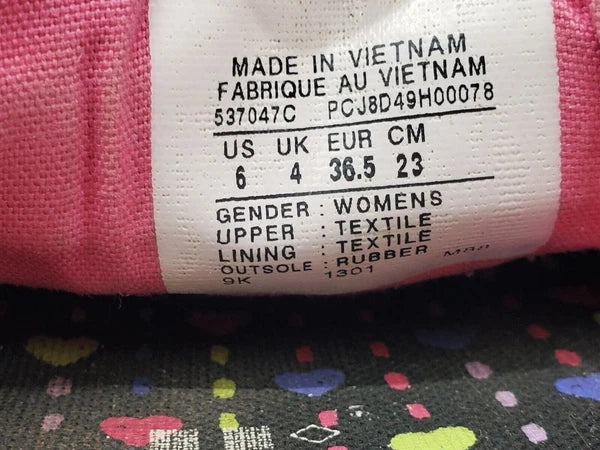 MADE IN VIETNAM
FABRIQUE AU VIETNAM
537047C PCJ8D49H00078
US UK EUR CM
6 4 36.5 23
GENDER : WOMENS
UPPER : TEXTILE
LINING : TEXTILE
OUTSOLE : RUBBER
9K 1301